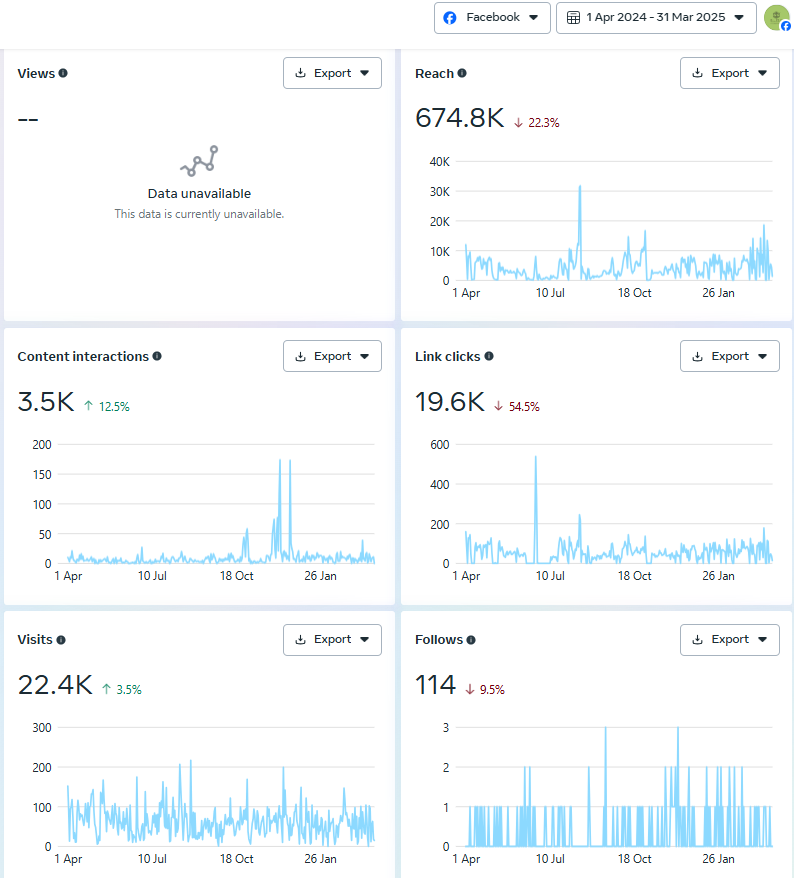 Facebook
1 Apr 2024 - 31 Mar 2025
Views
Export
--
Data unavailable
This data is currently unavailable.
Reach
Export
674.8K ↓ 22.3%
40K
30K
20K
10K
0
1 Apr 10 Jul 18 Oct 26 Jan
Content interactions
Export
3.5K ↑ 12.5%
200
150
100
50
0
1 Apr 10 Jul 18 Oct 26 Jan
Link clicks
Export
19.6K ↓ 54.5%
600
400
200
0
1 Apr 10 Jul 18 Oct 26 Jan
Visits
Export
22.4K ↑ 3.5%
300
200
100
0
1 Apr 10 Jul 18 Oct 26 Jan
Follows
Export
114 ↓ 9.5%
3
2
1
0
1 Apr 10 Jul 18 Oct 26 Jan